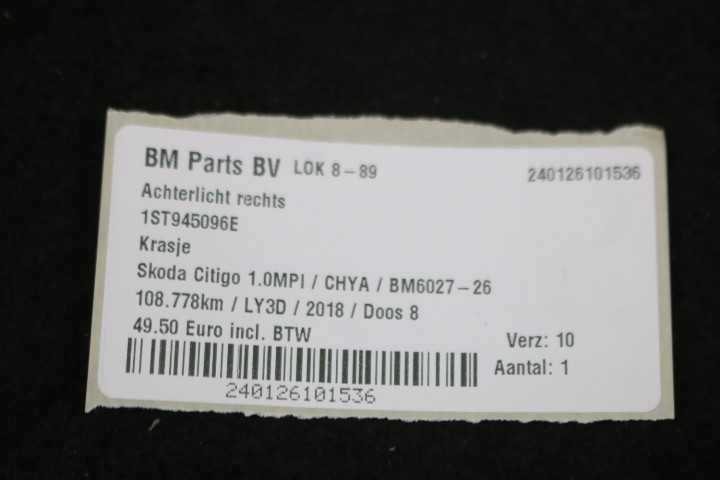 BM Parts BV LOK 8-89 240126101536
Achterlicht rechts
1ST945096E
Krasje
Skoda Citigo 1.0MPI / CHYA / BM6027-26
108.778km / LY3D / 2018 / Doos 8
49.50 Euro incl. BTW Verz: 10
Aantal: 1
240126101536